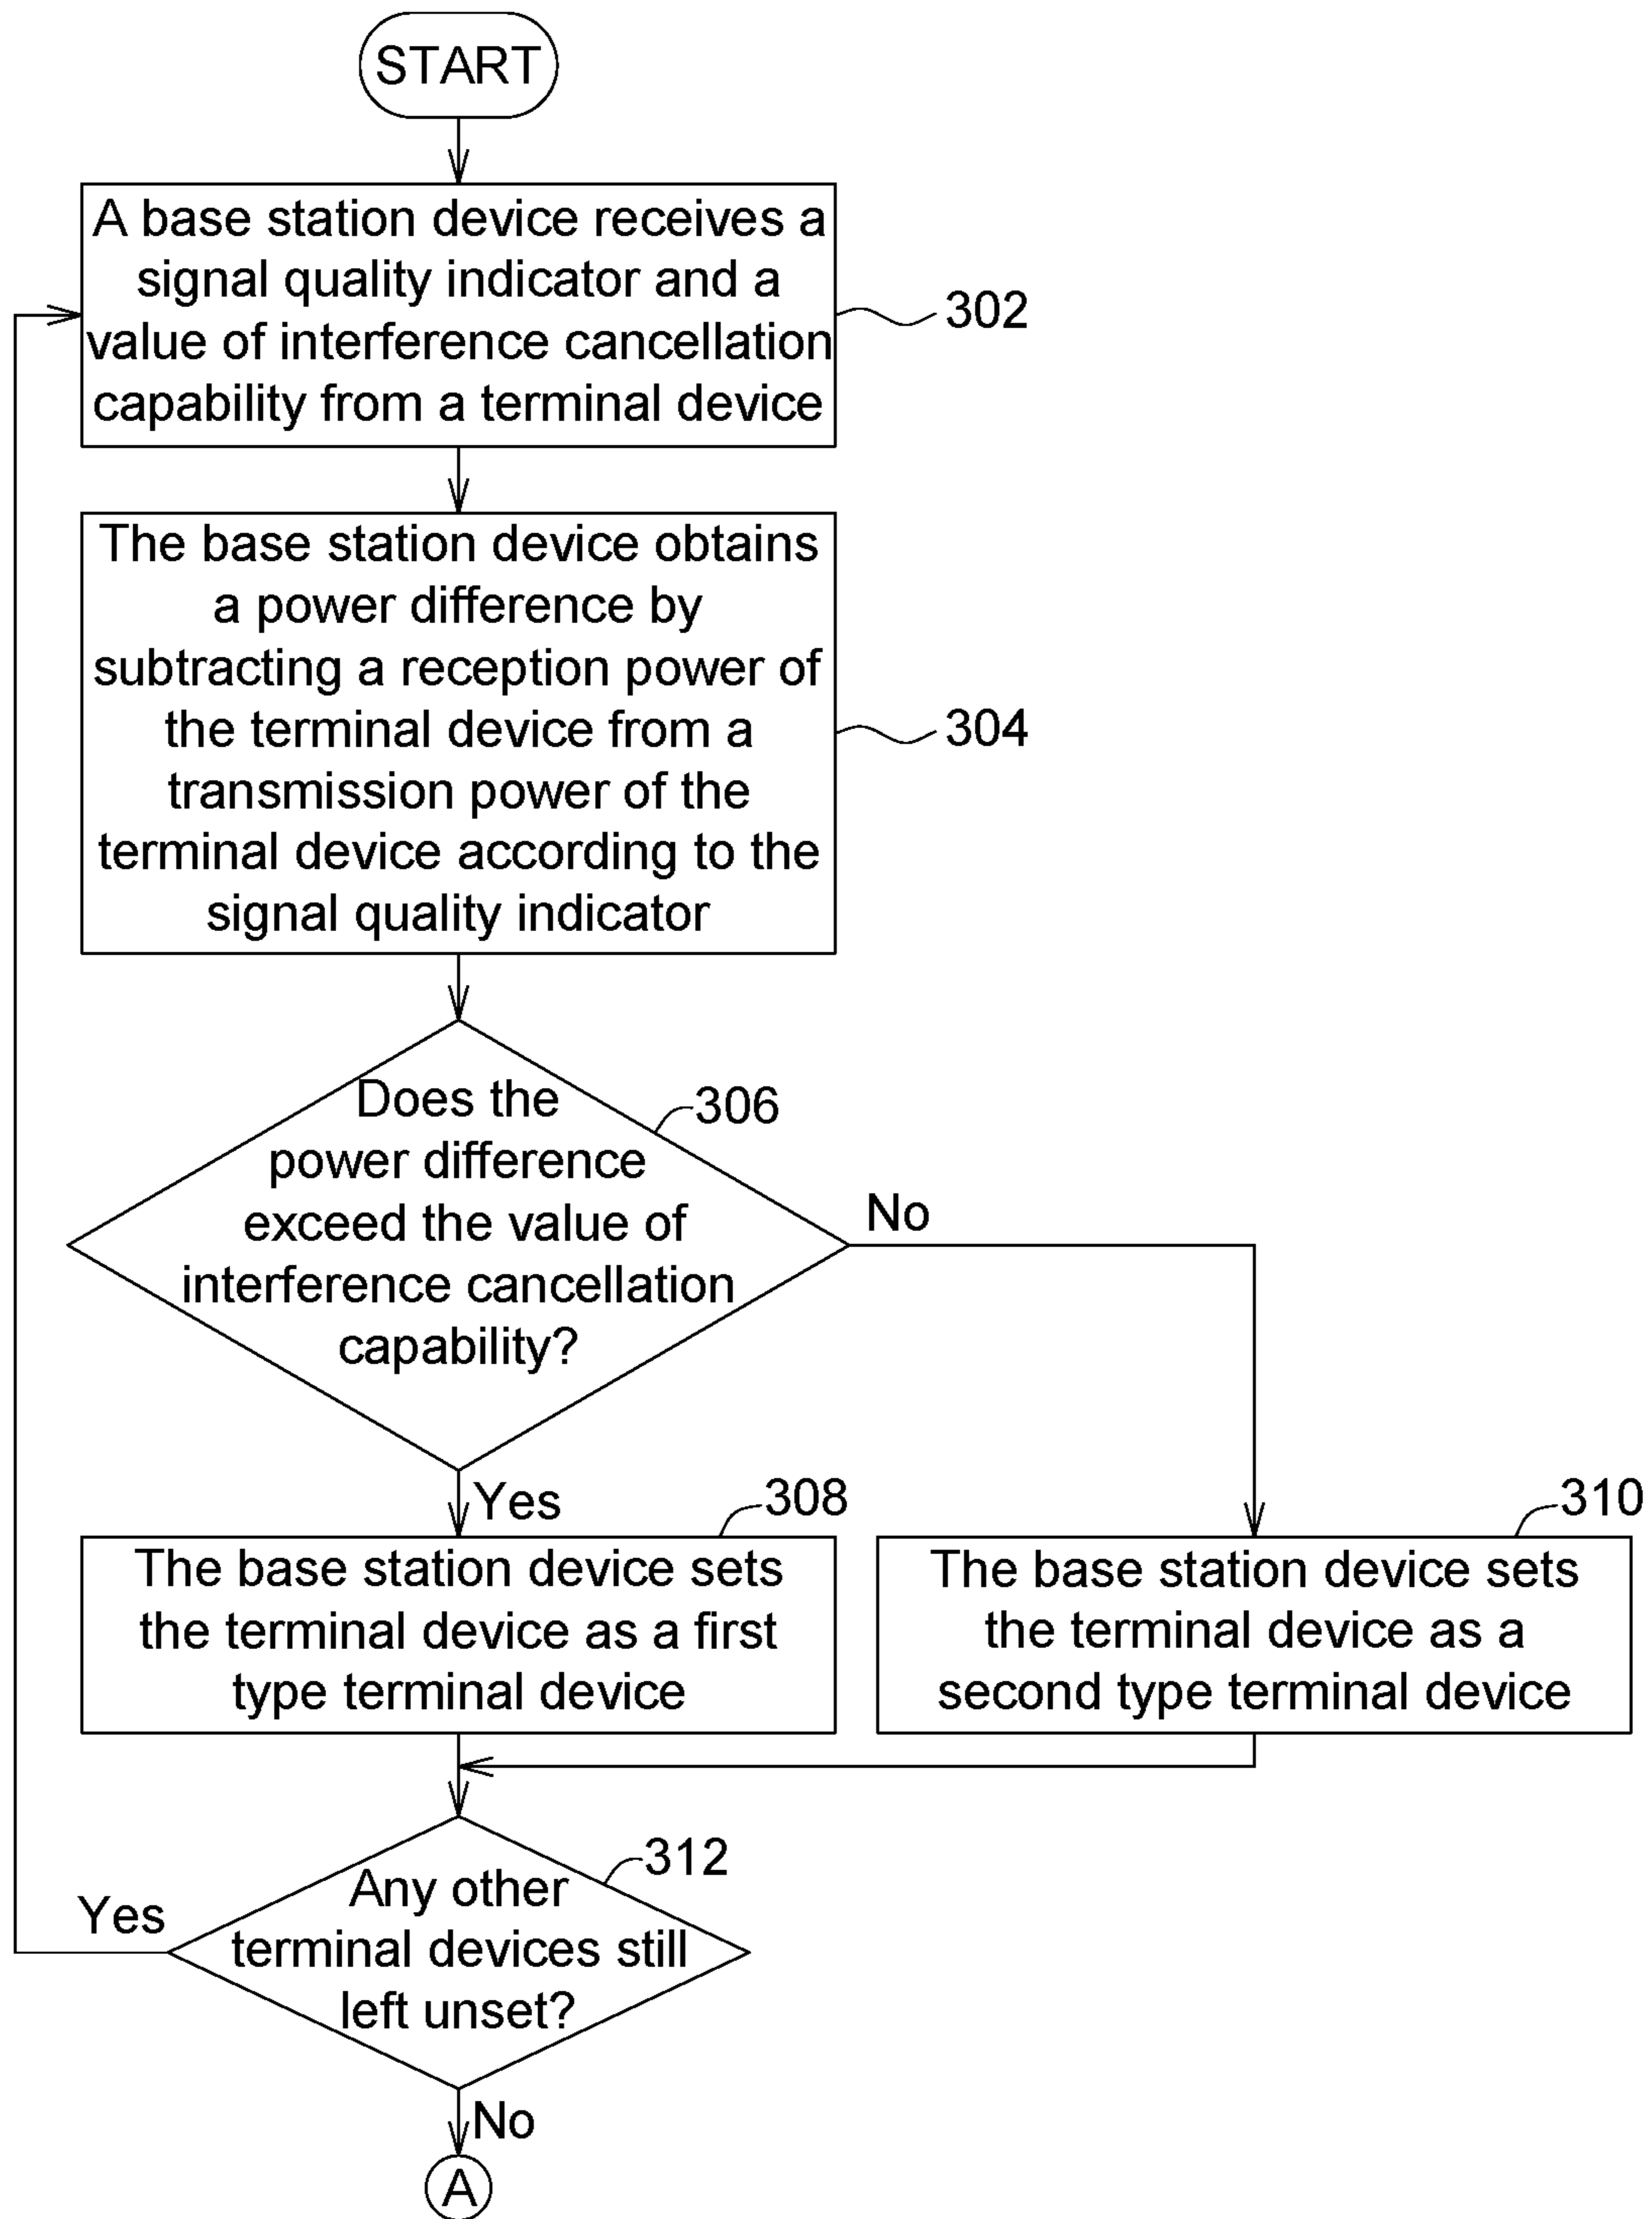 START
A base station device receives a
signal quality indicator and a
value of interference cancellation
capability from a terminal device
302
The base station device obtains
a power difference by
subtracting a reception power of
the terminal device from a
transmission power of the
terminal device according to the
signal quality indicator
304
Does the
power difference
exceed the value of
interference cancellation
capability?
306
No
Yes
308
The base station device sets
the terminal device as a first
type terminal device
310
The base station device sets
the terminal device as a
second type terminal device
312
Any other
terminal devices still
left unset?
Yes
No
A